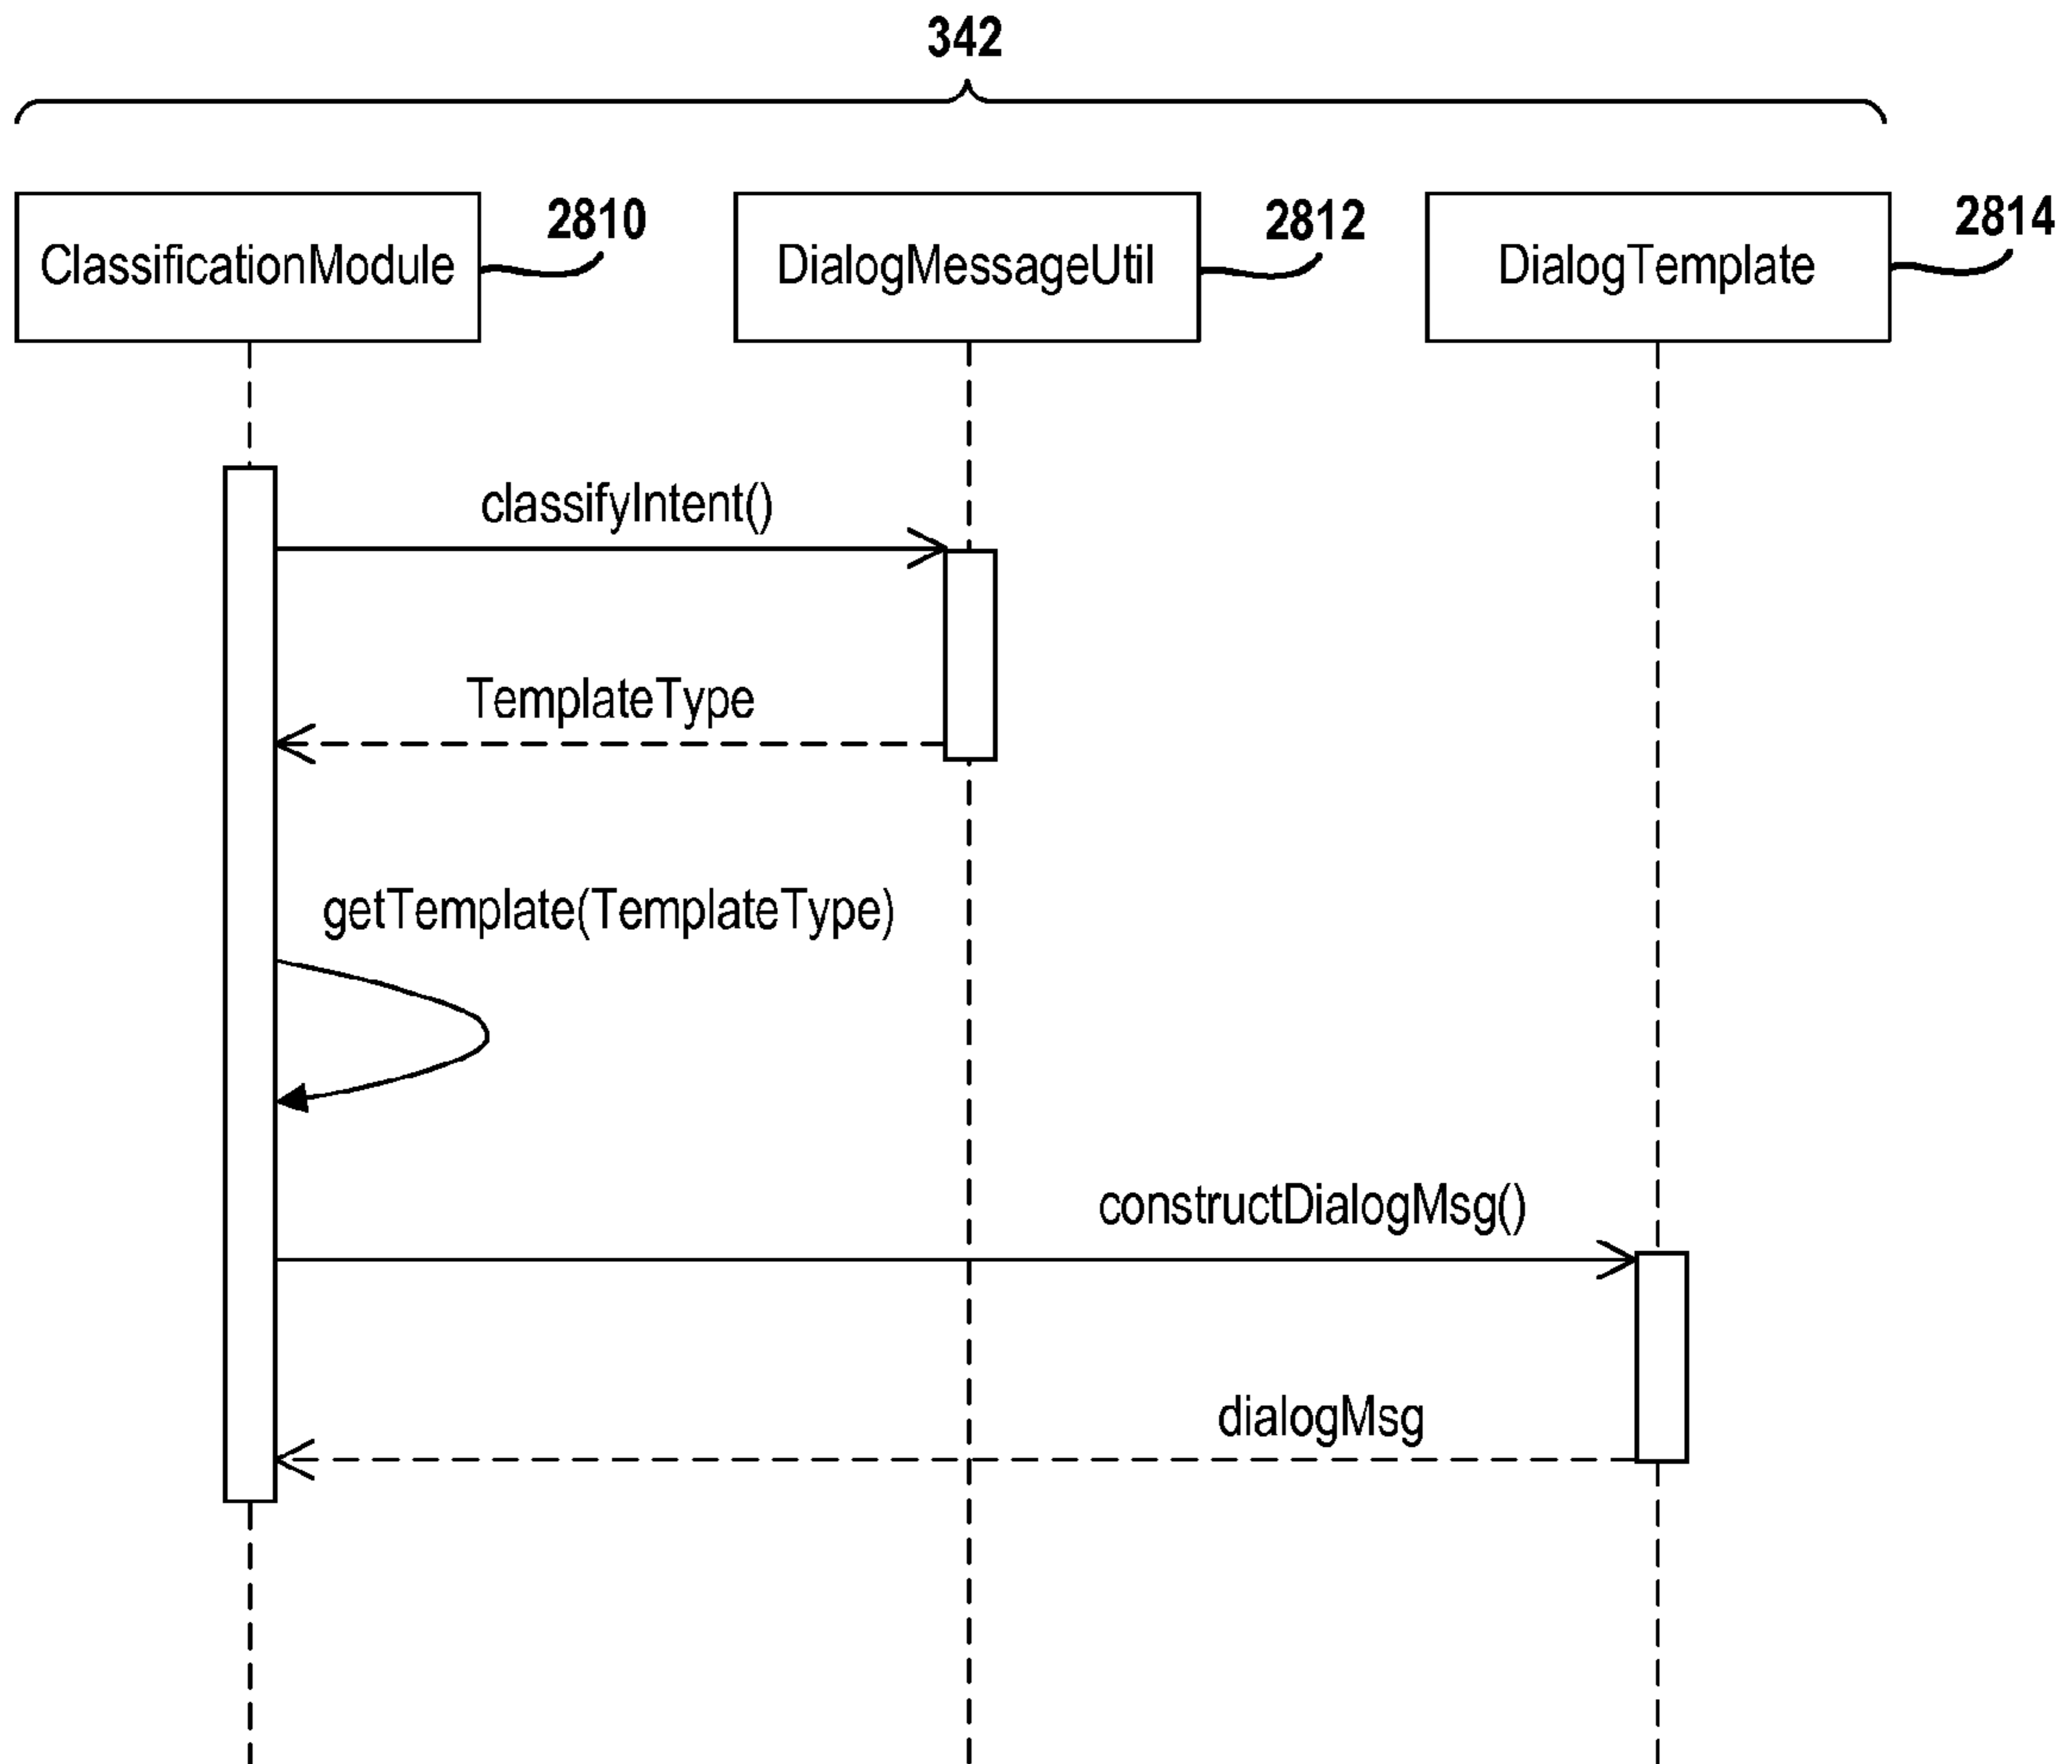 342
ClassificationModule
2810
DialogMessageUtil
2812
DialogTemplate
2814
classifyIntent()
TemplateType
getTemplate(TemplateType)
constructDialogMsg()
dialogMsg